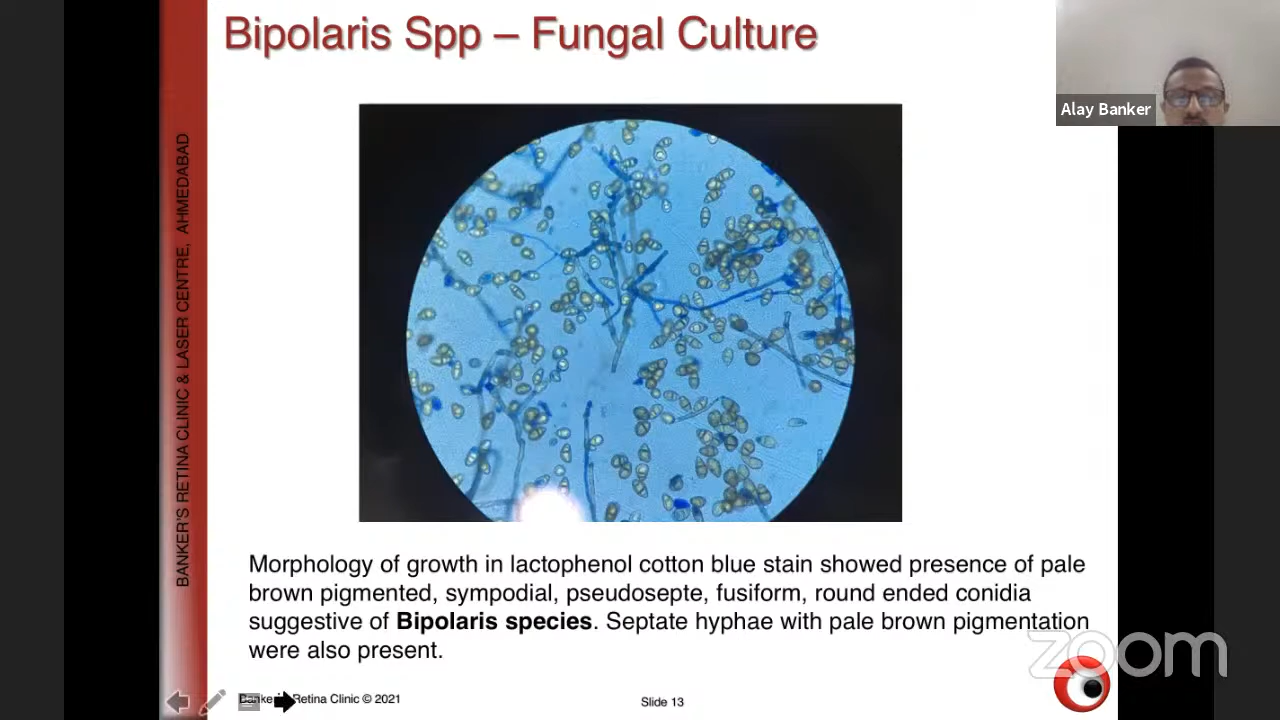 Bipolaris Spp – Fungal Culture
Alay Banker
BANKER'S RETINA CLINIC & LASER CENTRE, AHMEDABAD
Morphology of growth in lactophenol cotton blue stain showed presence of pale
brown pigmented, sympodial, pseudosepte, fusiform, round ended conidia
suggestive of Bipolaris species. Septate hyphae with pale brown pigmentation
were also present.
zoom
Retina Clinic © 2021
Slide 13